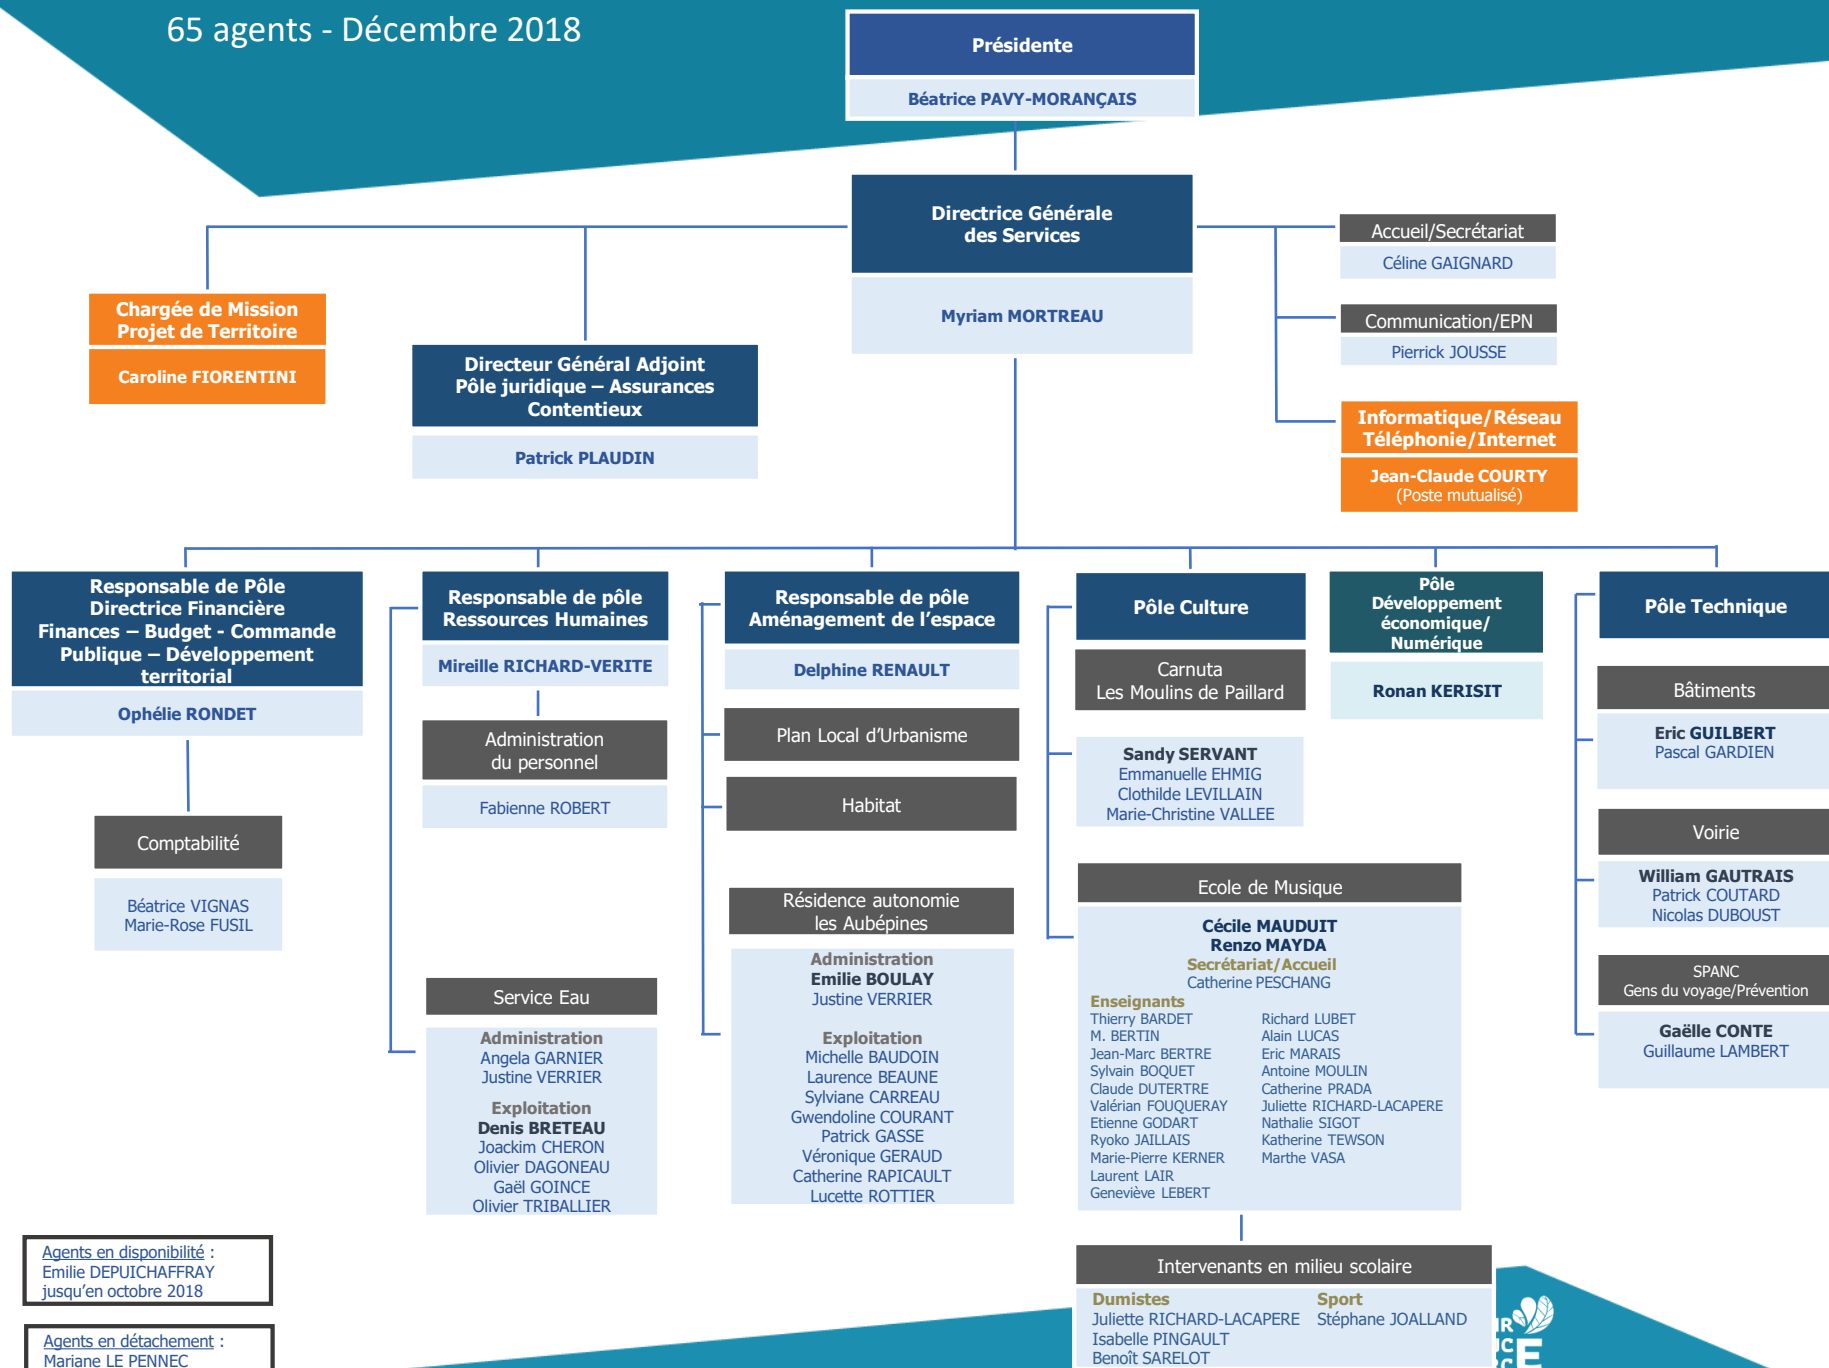 65 agents - Décembre 2018
Présidente
Béatrice PAVY-MORANÇAIS
Directrice Générale
des Services
Myriam MORTREAU
Accueil/Secrétariat
Céline GAIGNARD
Communication/EPN
Pierrick JOUSSE
Informatique/Réseau
Téléphonie/Internet
Jean-Claude COURTY
(Poste mutualisé)
Chargée de Mission
Projet de Territoire
Caroline FIORENTINI
Directeur Général Adjoint
Pôle juridique – Assurances
Contentieux
Patrick PLAUDIN
Responsable de Pôle
Directrice Financière
Finances – Budget - Commande
Publique – Développement
territorial
Ophélie RONDET
Comptabilité
Béatrice VIGNAS
Marie-Rose FUSIL
Responsable de pôle
Ressources Humaines
Mireille RICHARD-VERITE
Administration
du personnel
Fabienne ROBERT
Service Eau
Administration
Angela GARNIER
Justine VERRIER
Exploitation
Denis BRETEAU
Joackim CHERON
Olivier DAGONEAU
Gaël GOINCE
Olivier TRIBALLIER
Responsable de pôle
Aménagement de l'espace
Delphine RENAULT
Plan Local d'Urbanisme
Habitat
Résidence autonomie
les Aubépines
Administration
Emilie BOULAY
Justine VERRIER
Exploitation
Michelle BAUDOIN
Laurence BEAUNE
Sylviane CARREAU
Gwendoline COURANT
Patrick GASSE
Véronique GERAUD
Catherine RAPICAULT
Lucette ROTTIER
Pôle Culture
Carnuta
Les Moulins de Paillard
Sandy SERVANT
Emmanuelle EHMIG
Clothilde LEVILLAIN
Marie-Christine VALLEE
Ecole de Musique
Cécile MAUDUIT
Renzo MAYDA
Secrétariat/Accueil
Catherine PESCHANG
Enseignants
Thierry BARDET
M. BERTIN
Jean-Marc BERTRE
Sylvain BOQUET
Claude DUTERTRE
Valérian FOUQUERAY
Etienne GODART
Ryoko JAILLAIS
Marie-Pierre KERNER
Laurent LAIR
Geneviève LEBERT
Richard LUBET
Alain LUCAS
Eric MARAIS
Antoine MOULIN
Catherine PRADA
Juliette RICHARD-LACAPERE
Nathalie SIGOT
Katherine TEWSON
Marthe VASA
Intervenants en milieu scolaire
Dumistes
Juliette RICHARD-LACAPERE
Isabelle PINGAULT
Benoît SARELOT
Sport
Stéphane JOALLAND
Pôle
Développement
économique/
Numérique
Ronan KERISIT
Pôle Technique
Bâtiments
Eric GUILBERT
Pascal GARDIEN
Voirie
William GAUTRAIS
Patrick COUTARD
Nicolas DUBOUST
SPANC
Gens du voyage/Prévention
Gaëlle CONTE
Guillaume LAMBERT
Agents en disponibilité :
Emilie DEPUICHAFFRAY
jusqu'en octobre 2018
Agents en détachement :
Mariane LE PENNEC